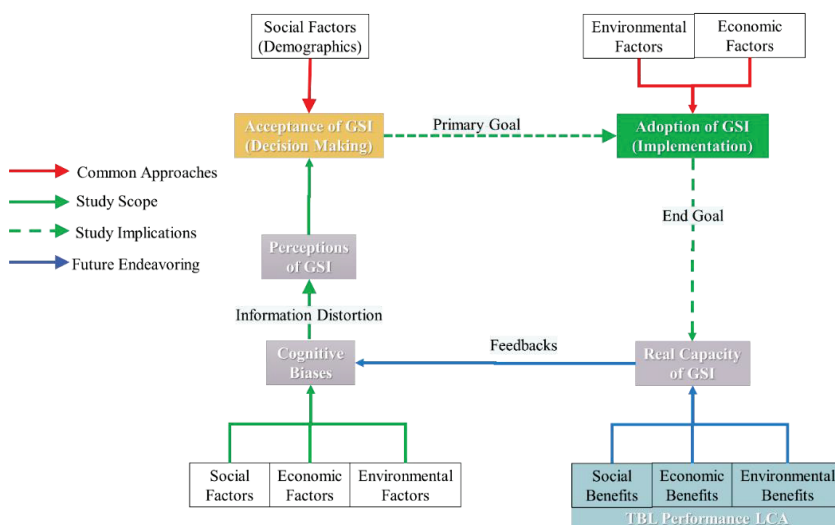 Social Factors
(Demographics)
Environmental
Factors
Economic
Factors
Acceptance of GSI
(Decision Making)
Primary Goal
Adoption of GSI
(Implementation)
Common Approaches
Study Scope
Study Implications
Future Endeavoring
End Goal
Perceptions
of GSI
Information Distortion
Cognitive
Biases
Feedbacks
Real Capacity
of GSI
Social
Factors
Economic
Factors
Environmental
Factors
Social
Benefits
Economic
Benefits
Environmental
Benefits
TBL Performance LCA